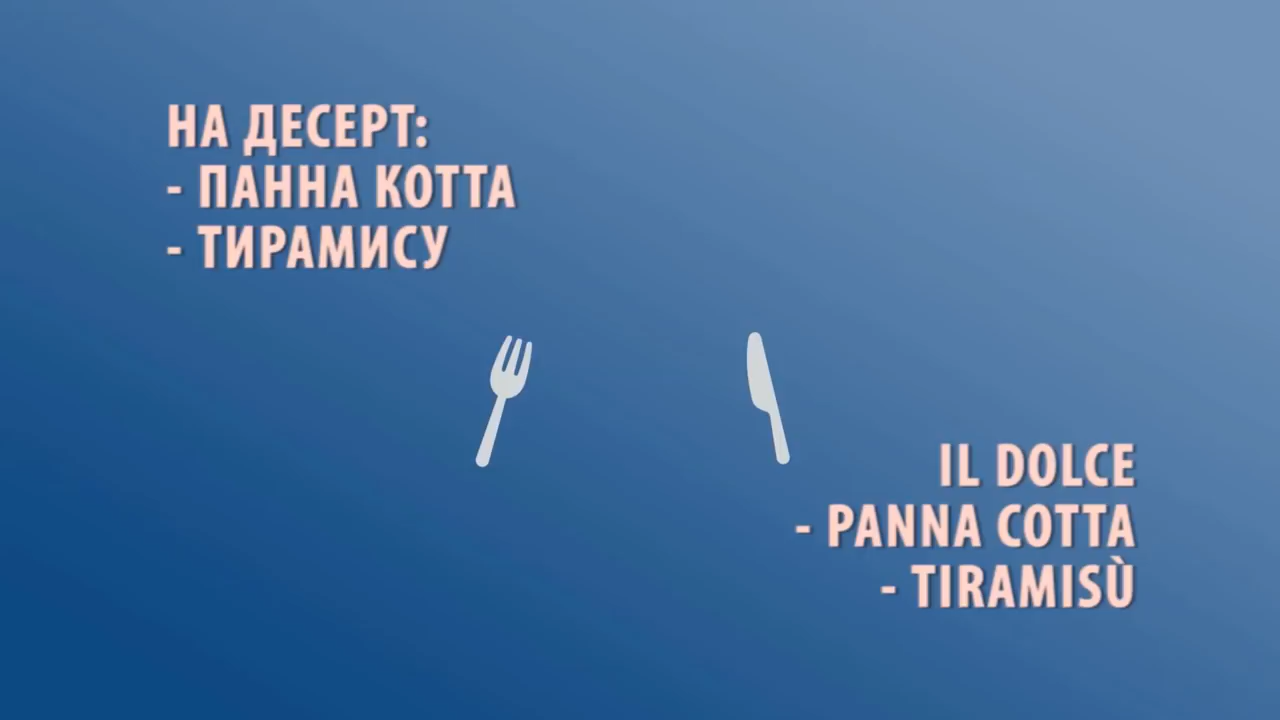 НА ДЕСЕРТ:
- ПАННА КОТТА
- ТИРАМИСУ
IL DOLCE
- PANNA COTTA
- TIRAMISÙ